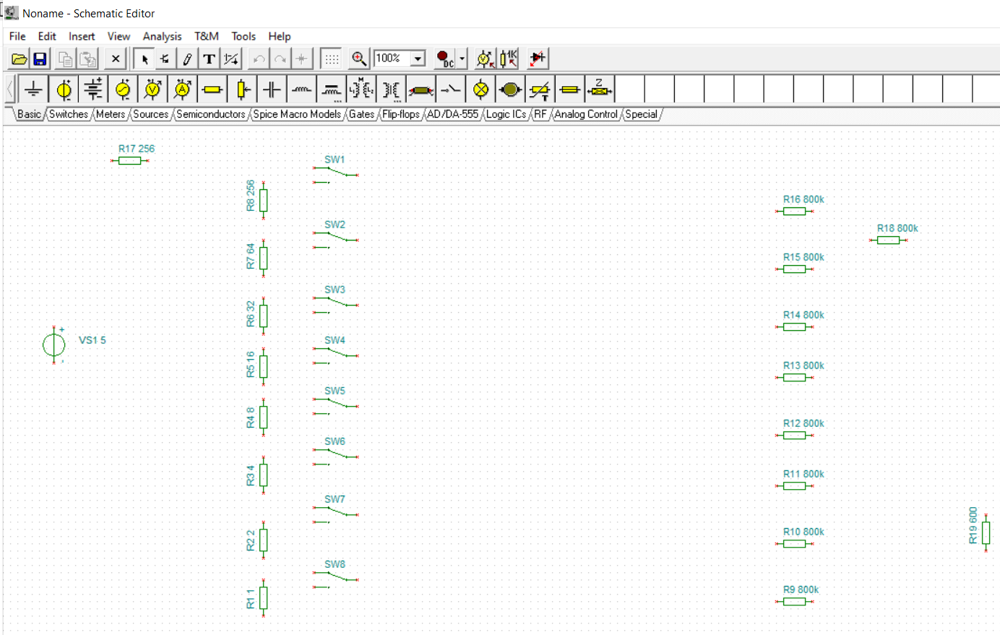 Noname - Schematic Editor
File Edit Insert View Analysis T&M Tools Help
T 100% DC 1K
M L1 L2 T Z
Basic Switches Meters Sources Semiconductors Spice Macro Models Gates Flip-flops AD/DA-555 Logic ICs RF Analog Control Special
R17 256
SW1
R8 256
R16 800k
SW2
R18 800k
R7 64
R15 800k
SW3
R6 32
R14 800k
+
VS1 5
-
SW4
R5 16
R13 800k
SW5
R4 8
R12 800k
SW6
R3 4
R11 800k
SW7
R2 2
R10 800k
R19 600
SW8
R1 1
R9 800k